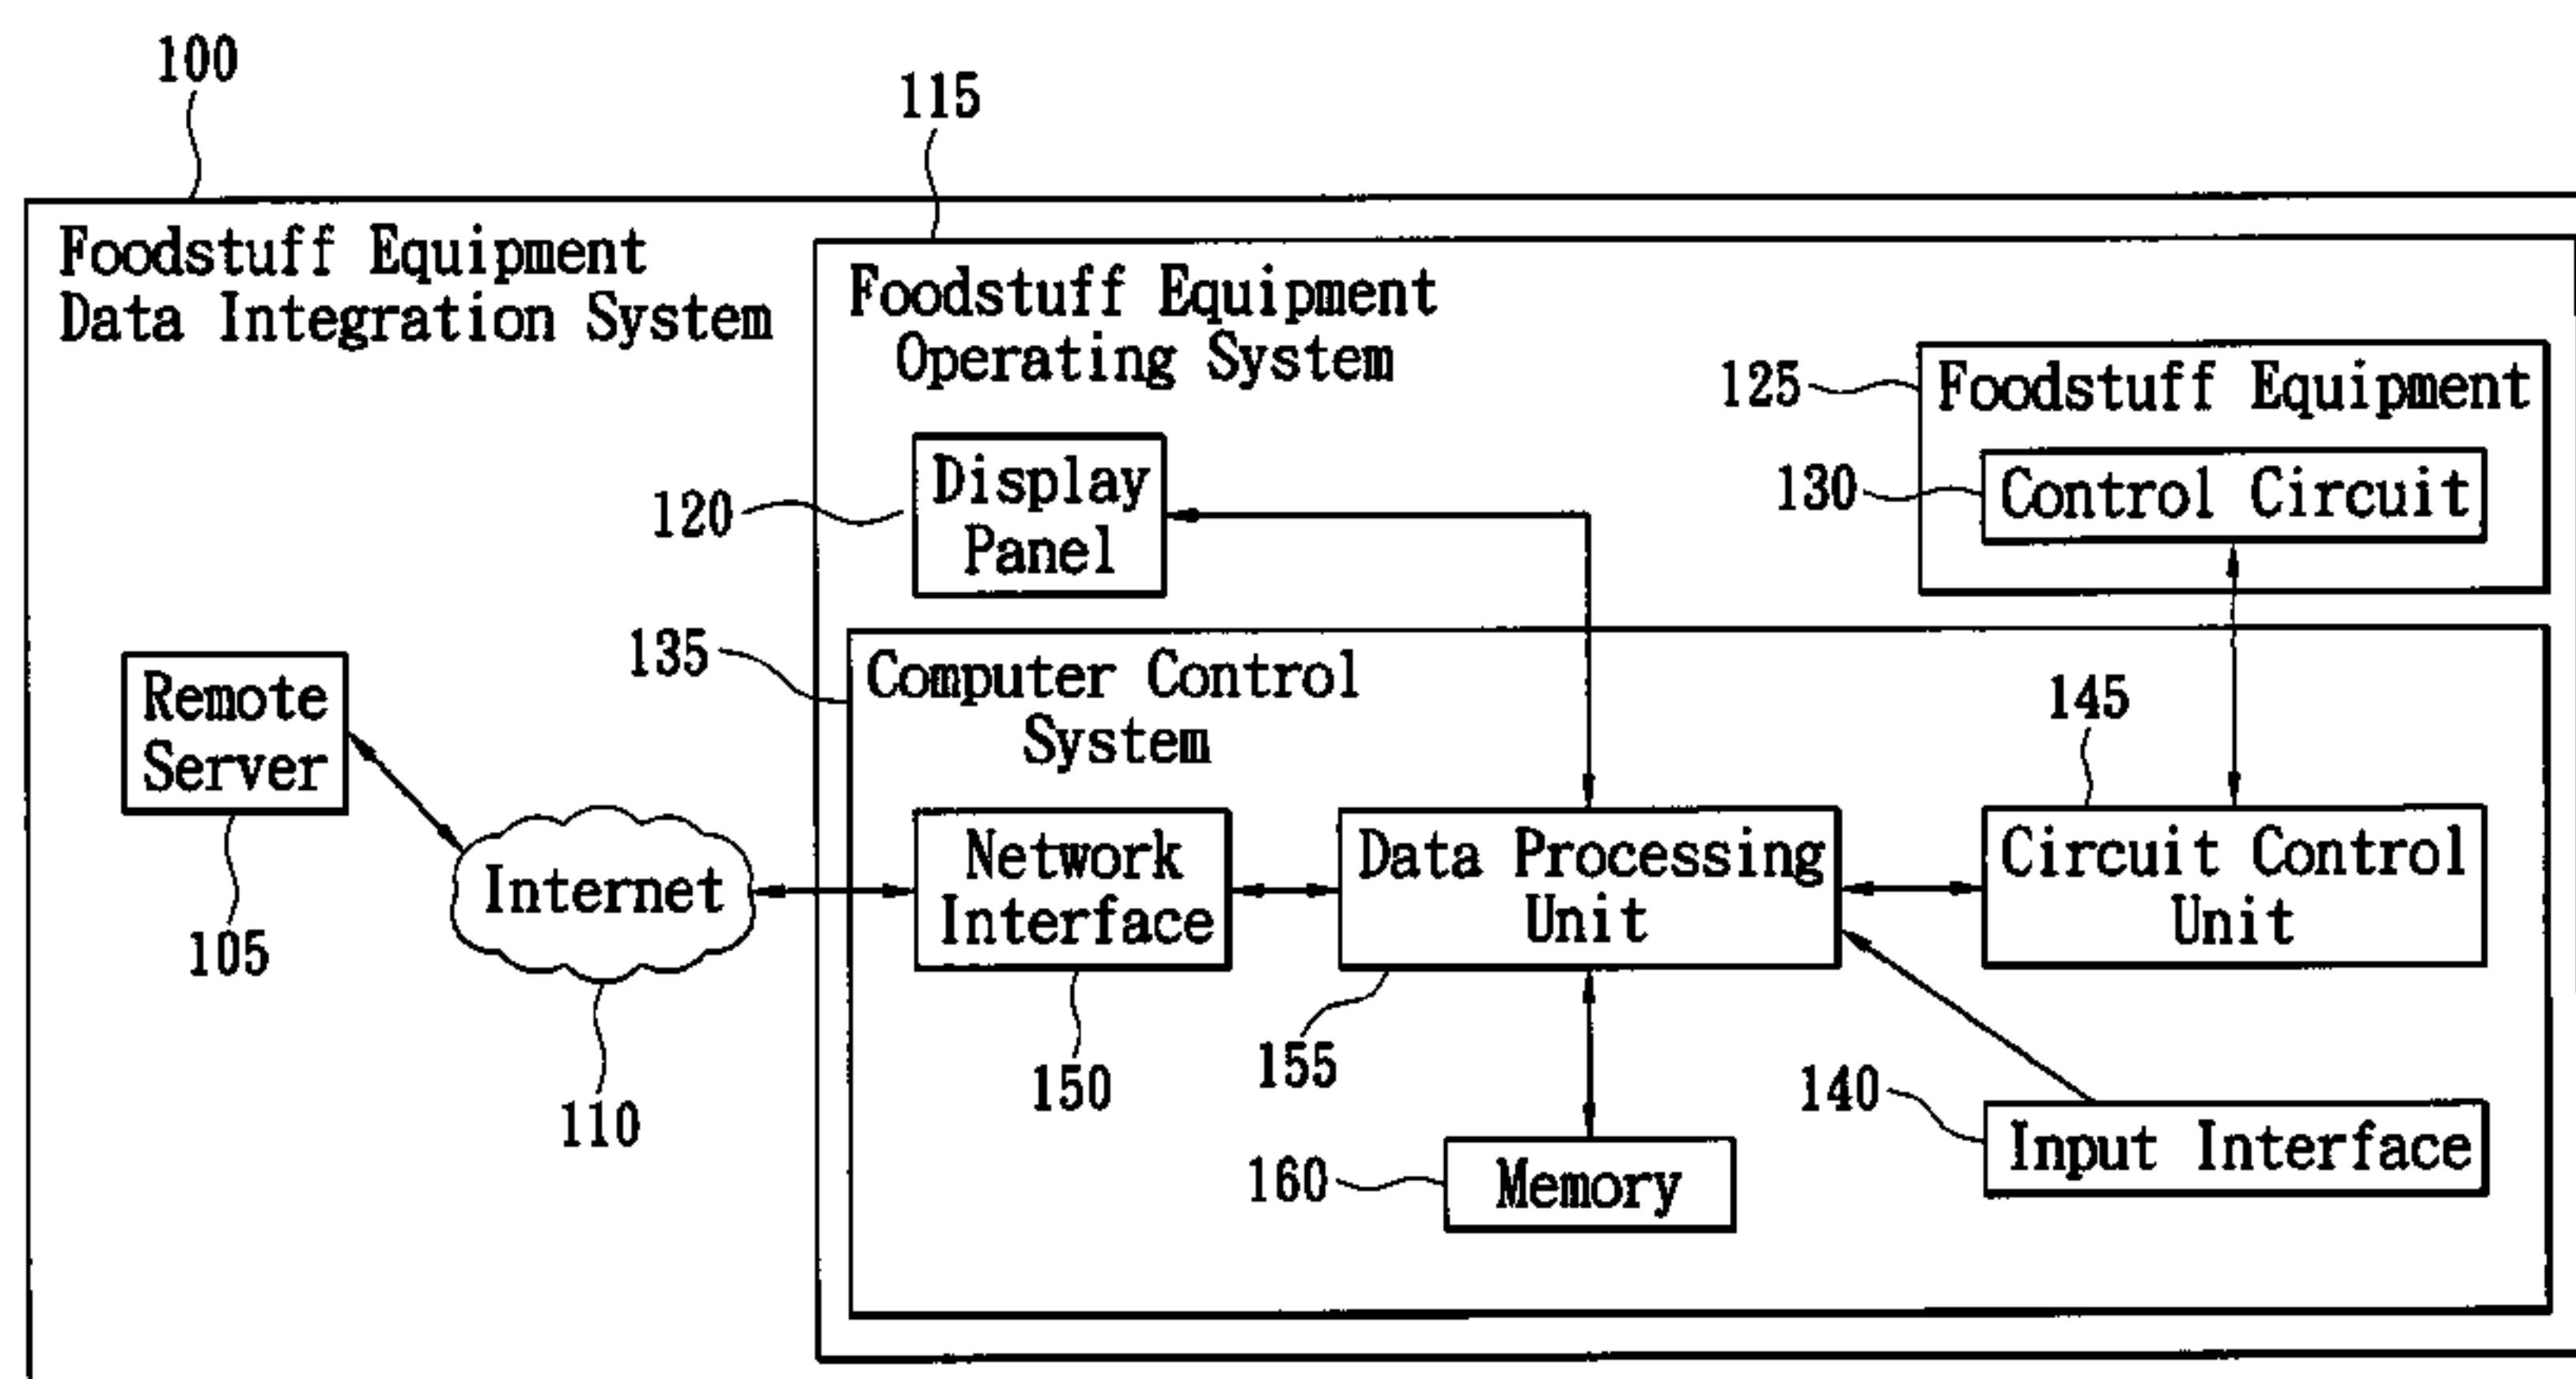 100
115
Foodstuff Equipment
Data Integration System
Foodstuff Equipment
Operating System
125
Foodstuff Equipment
130
Control Circuit
120
Display
Panel
135
Computer Control
System
Remote
Server
105
Internet
110
Network
Interface
150
Data Processing
Unit
155
145
Circuit Control
Unit
140
Input Interface
160
Memory